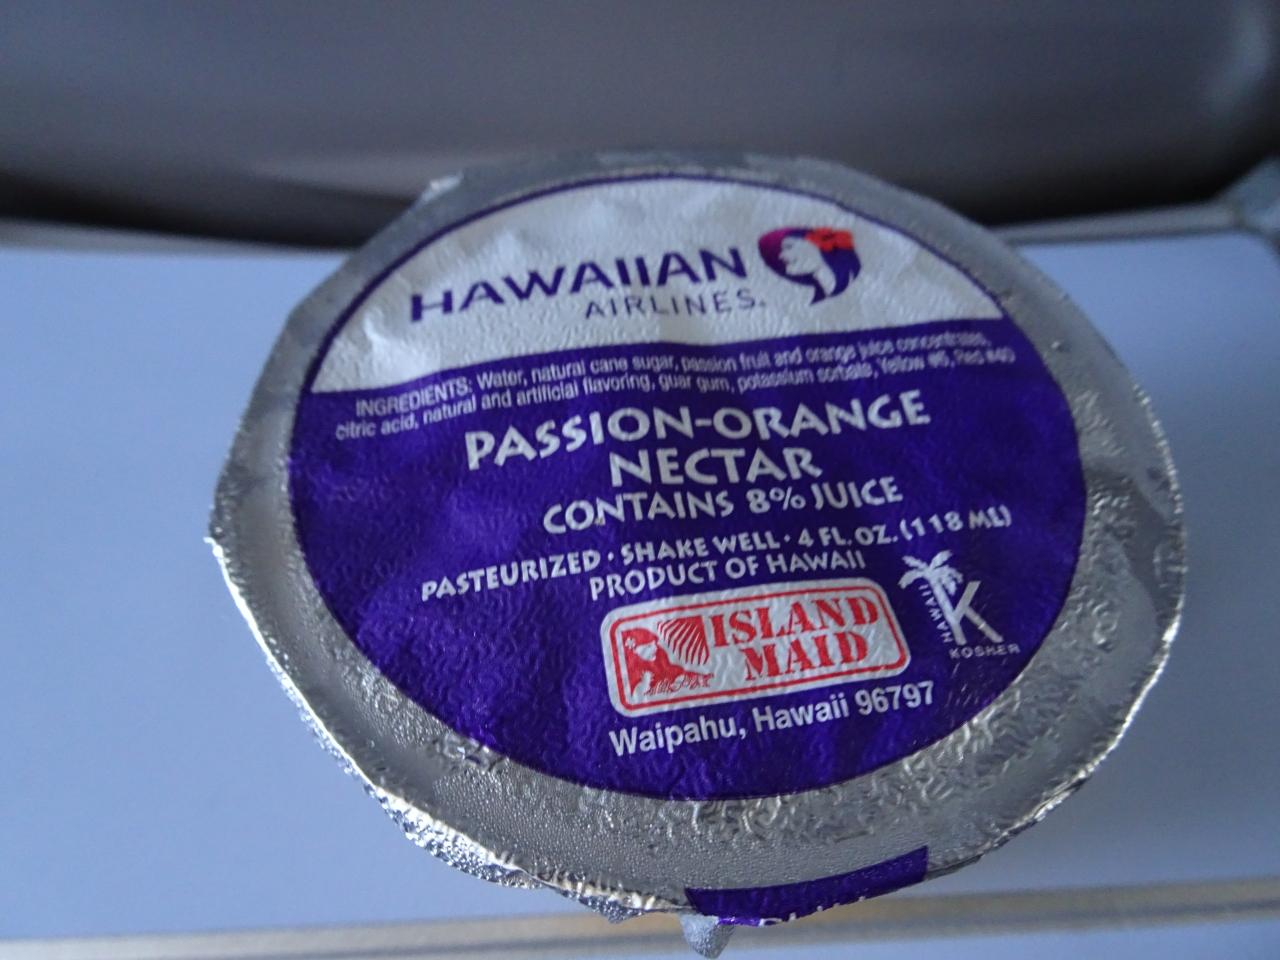 HAWAIIAN
AIRLINES.
INGREDIENTS: Water, natural cane sugar, passion fruit and orange juice concentrates,
citric acid, natural and artificial flavoring, guar gum, potassium sorbate, Yellow #6, Red #40
PASSION-ORANGE
NECTAR
CONTAINS 8% JUICE
PASTEURIZED · SHAKE WELL · 4 FL. OZ. (118 ML)
PRODUCT OF HAWAII
ISLAND
MAID
HAWAII
K
KOSHER
Waipahu, Hawaii 96797